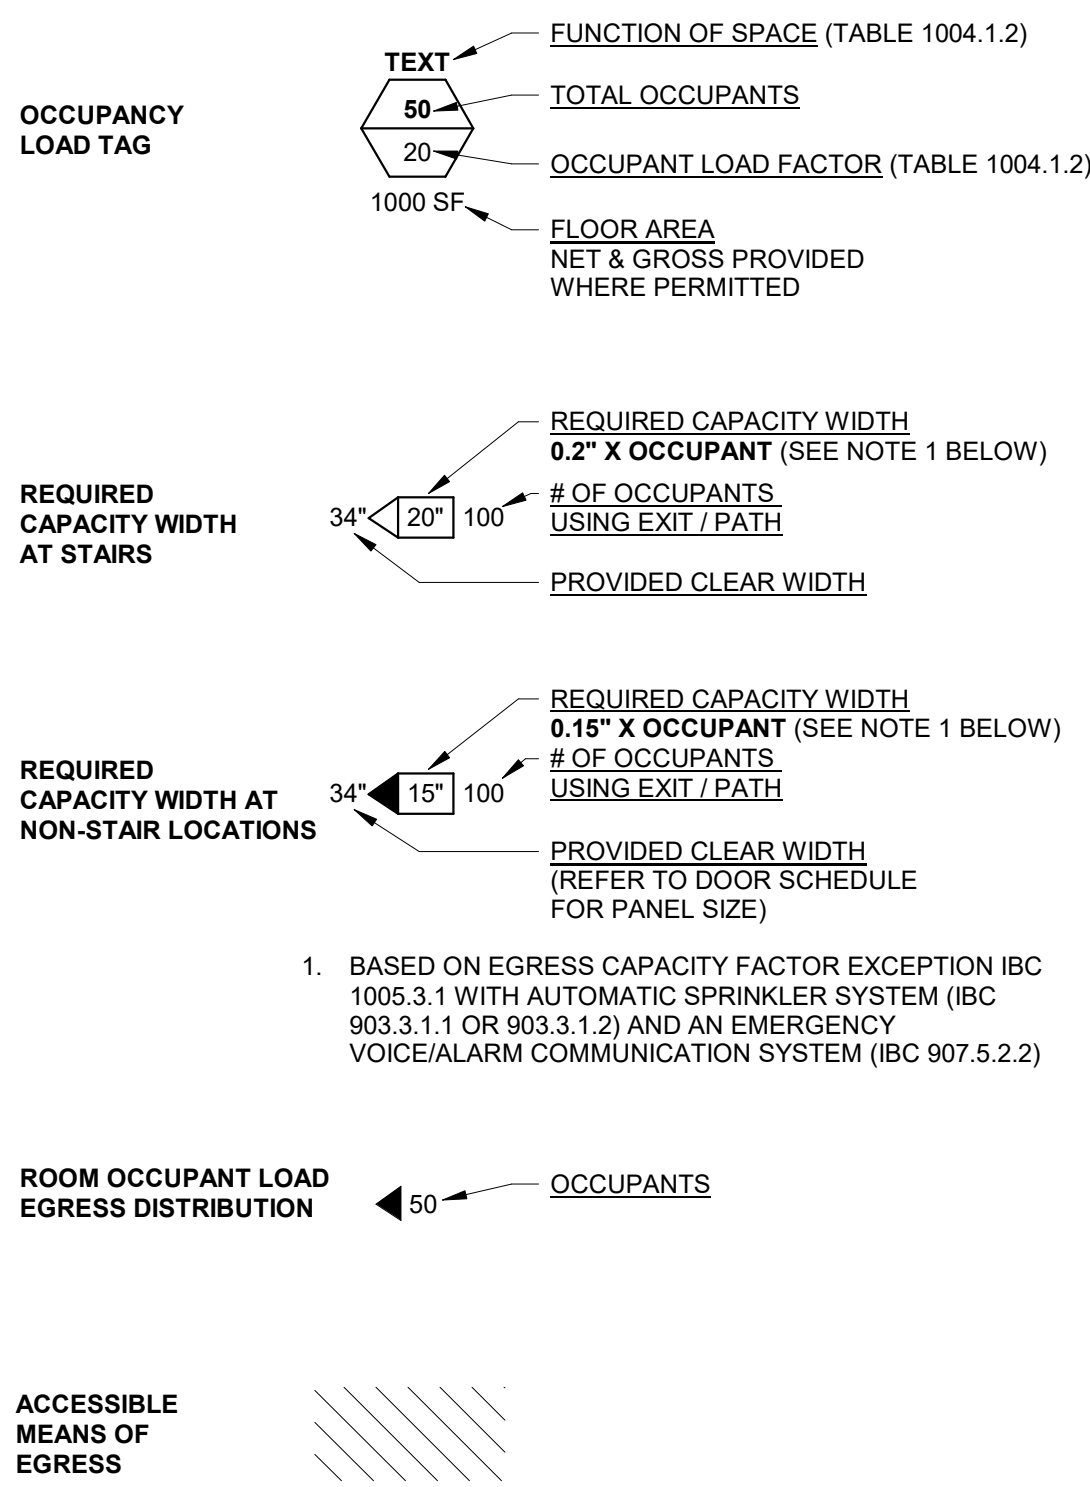 FUNCTION OF SPACE (TABLE 1004.1.2)
TEXT
OCCUPANCY
LOAD TAG
50
TOTAL OCCUPANTS
20
OCCUPANT LOAD FACTOR (TABLE 1004.1.2)
1000 SF
FLOOR AREA
NET & GROSS PROVIDED
WHERE PERMITTED
REQUIRED CAPACITY WIDTH
0.2" X OCCUPANT (SEE NOTE 1 BELOW)
REQUIRED
CAPACITY WIDTH
AT STAIRS
34" 20" 100
# OF OCCUPANTS
USING EXIT / PATH
PROVIDED CLEAR WIDTH
REQUIRED CAPACITY WIDTH
0.15" X OCCUPANT (SEE NOTE 1 BELOW)
REQUIRED
CAPACITY WIDTH AT
NON-STAIR LOCATIONS
34" 15" 100
# OF OCCUPANTS
USING EXIT / PATH
PROVIDED CLEAR WIDTH
(REFER TO DOOR SCHEDULE
FOR PANEL SIZE)
1. BASED ON EGRESS CAPACITY FACTOR EXCEPTION IBC
1005.3.1 WITH AUTOMATIC SPRINKLER SYSTEM (IBC
903.3.1.1 OR 903.3.1.2) AND AN EMERGENCY
VOICE/ALARM COMMUNICATION SYSTEM (IBC 907.5.2.2)
ROOM OCCUPANT LOAD
EGRESS DISTRIBUTION
50
OCCUPANTS
ACCESSIBLE
MEANS OF
EGRESS